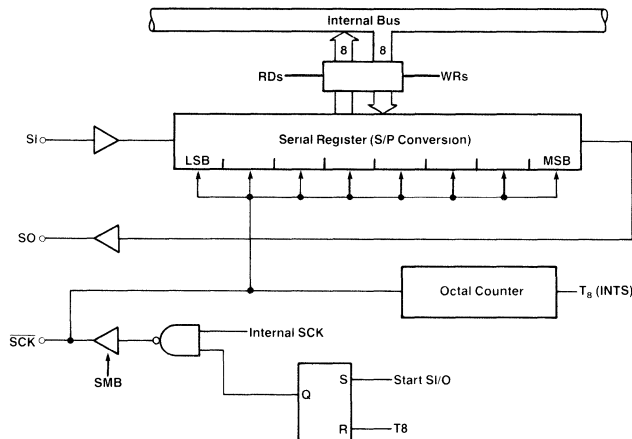 Internal Bus
8 8
RDs WRs
SI
Serial Register (S/P Conversion)
LSB MSB
SO
Octal Counter
T8 (INTS)
SCK
Internal SCK
SMB
S Start SI/O
Q
R T8